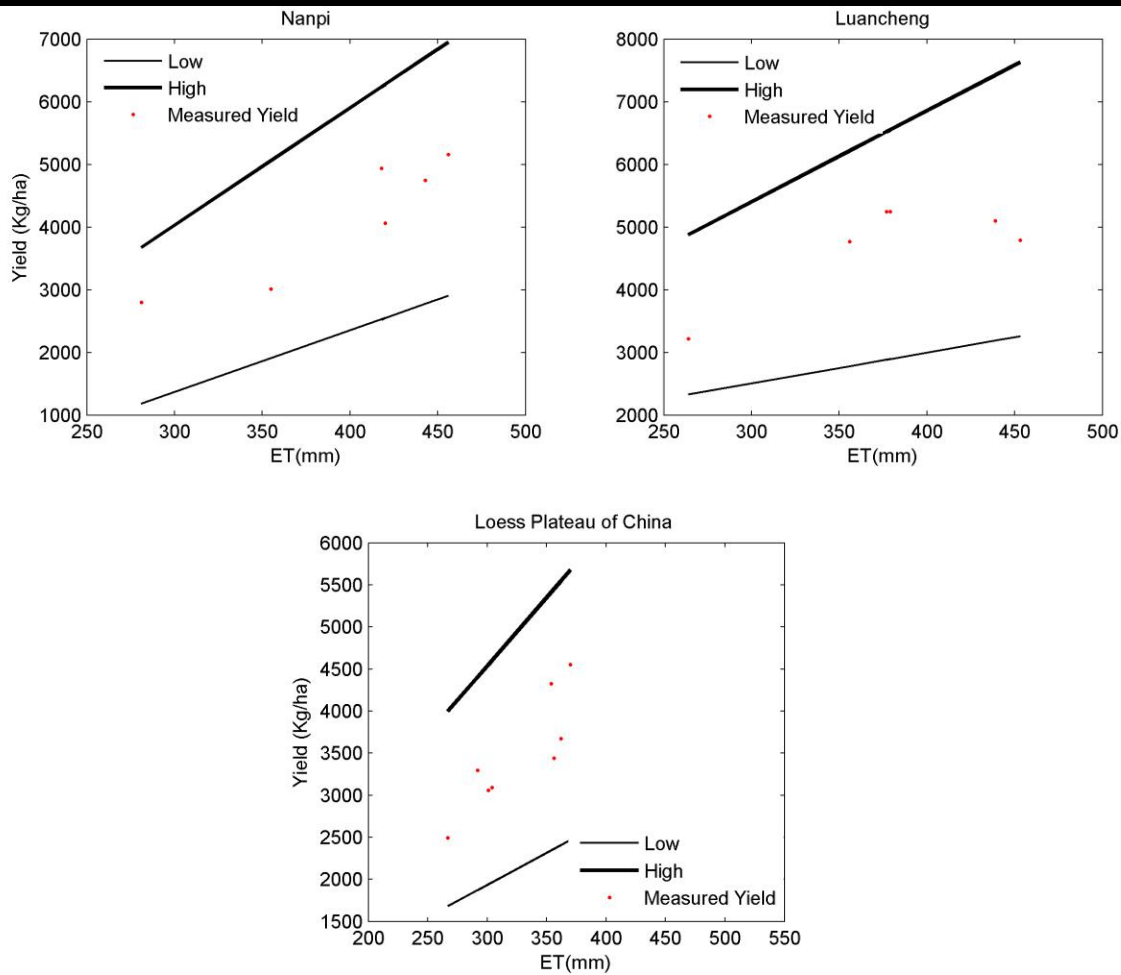 Nanpi
7000
6000
5000
4000
3000
2000
1000
Yield (Kg/ha)
Low
High
Measured Yield
250 300 350 400 450 500
ET(mm)
Luancheng
8000
7000
6000
5000
4000
3000
2000
Low
High
Measured Yield
250 300 350 400 450 500
ET(mm)
Loess Plateau of China
6000
5500
5000
4500
4000
3500
3000
2500
2000
1500
Yield (Kg/ha)
Low
High
Measured Yield
200 250 300 350 400 450 500 550
ET(mm)